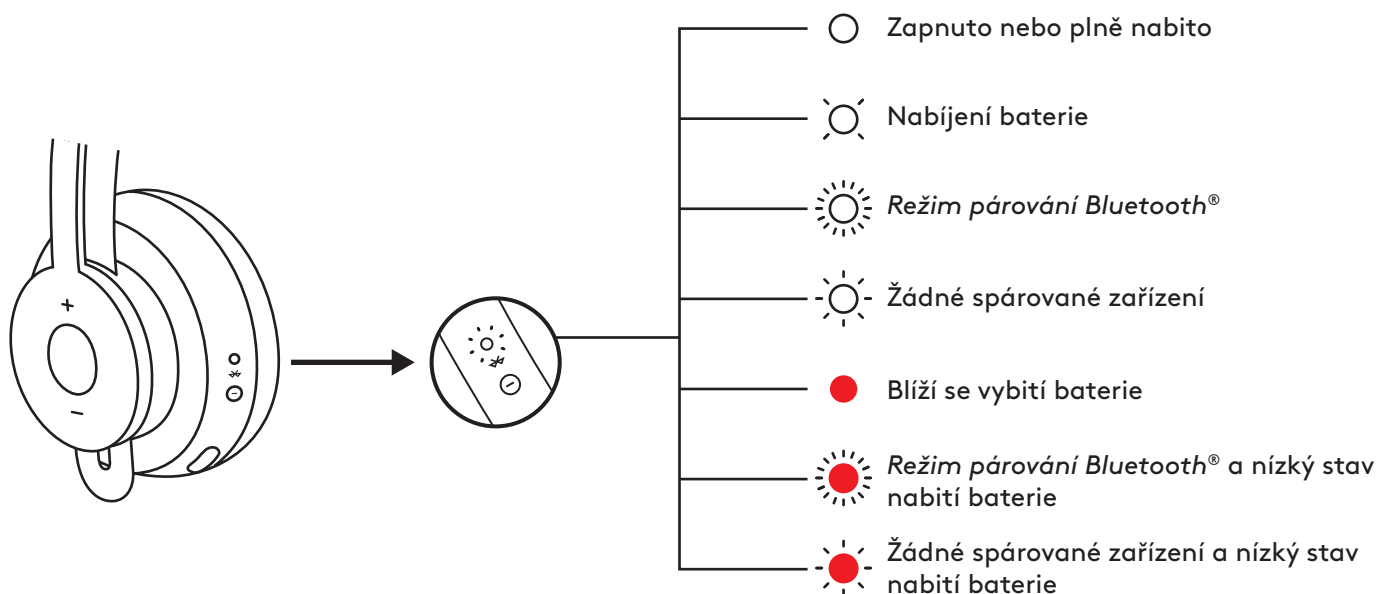 Zapnuto nebo plně nabito
Nabíjení baterie
Režim párování Bluetooth®
Žádné spárované zařízení
Blíží se vybití baterie
Režim párování Bluetooth® a nízký stav
nabití baterie
Žádné spárované zařízení a nízký stav
nabití baterie